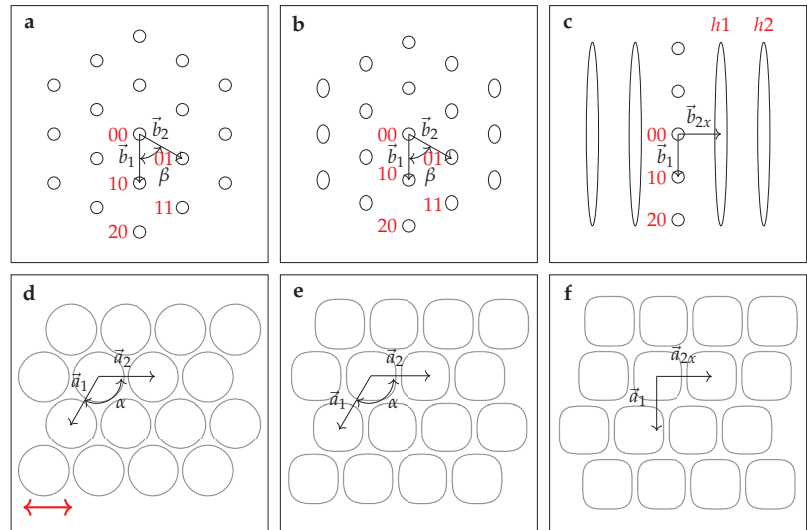 a
00
b⃗₂
b⃗₁
01
10
β
11
20
b
00
b⃗₂
b⃗₁
01
10
β
11
20
c
h1 h2
00
b⃗₂ₓ
b⃗₁
10
20
d
a⃗₂
a⃗₁
α
e
a⃗₂
a⃗₁
α
f
a⃗₂ₓ
a⃗₁